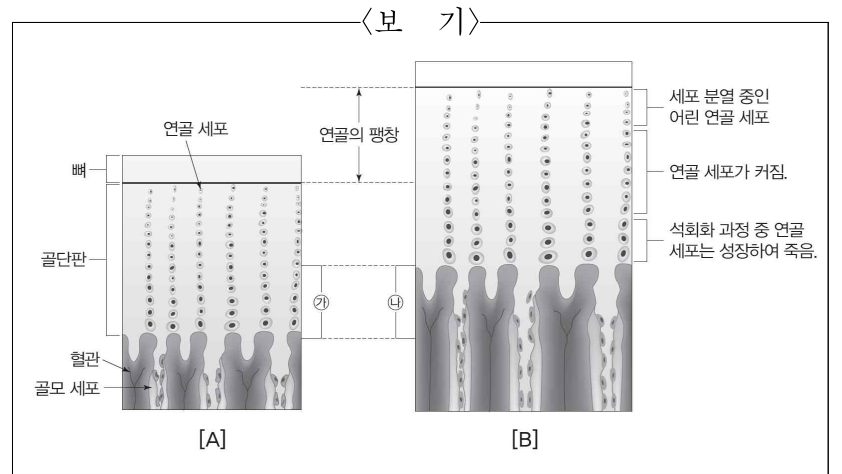 〈보 기〉
연골 세포
뼈
골단판
혈관
골모 세포
[A]
연골의 팽창
㉮
㉯
세포 분열 중인
어린 연골 세포
연골 세포가 커짐.
석회화 과정 중 연골
세포는 성장하여 죽음.
[B]